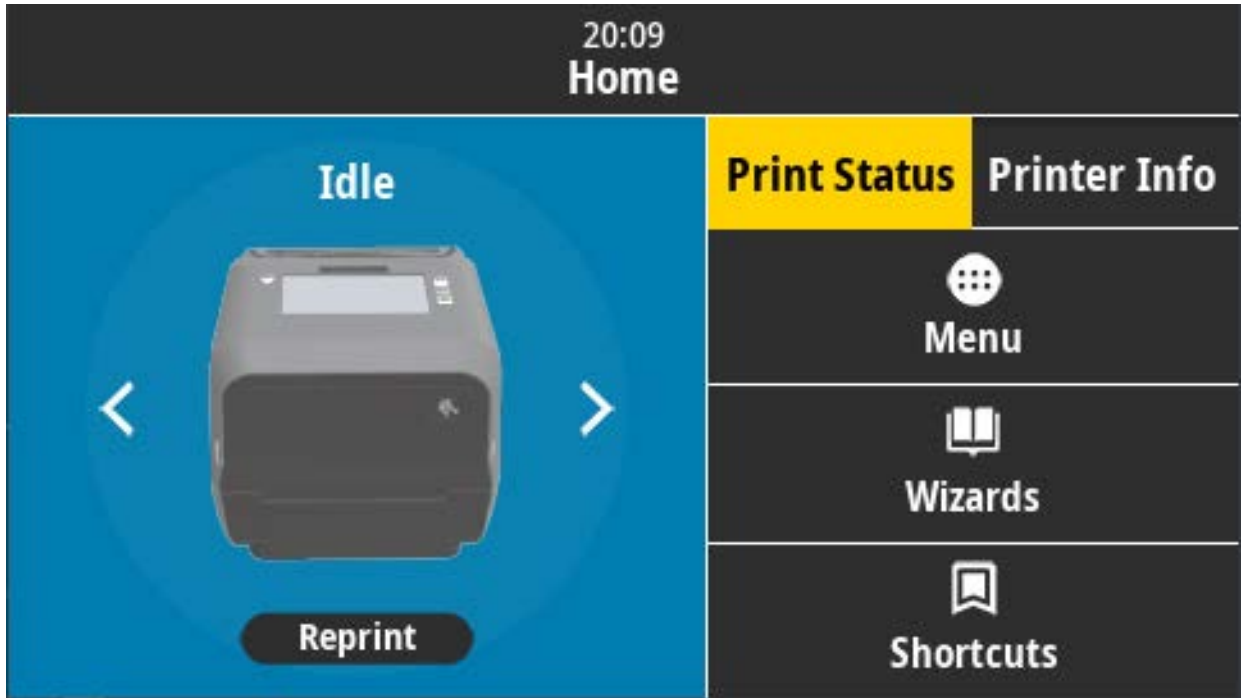 20:09
Home
Idle
Print Status
Printer Info
Menu
Wizards
Shortcuts
Reprint